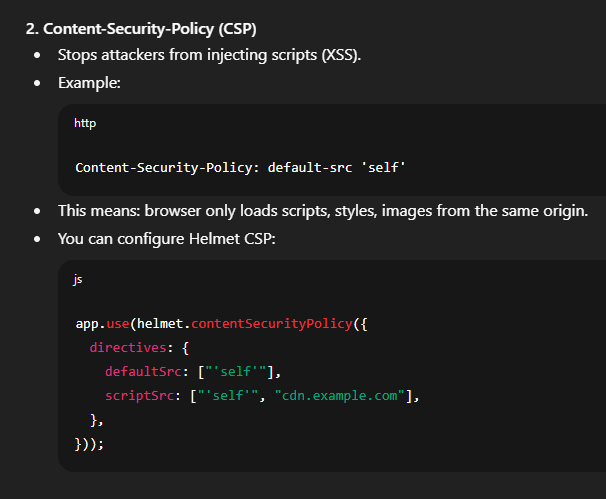 2. Content-Security-Policy (CSP)
• Stops attackers from injecting scripts (XSS).
• Example:
http
Content-Security-Policy: default-src 'self'
• This means: browser only loads scripts, styles, images from the same origin.
• You can configure Helmet CSP:
js
app.use(helmet.contentSecurityPolicy({
  directives: {
    defaultSrc: ["'self'"],
    scriptSrc: ["'self'", "cdn.example.com"],
  },
}));